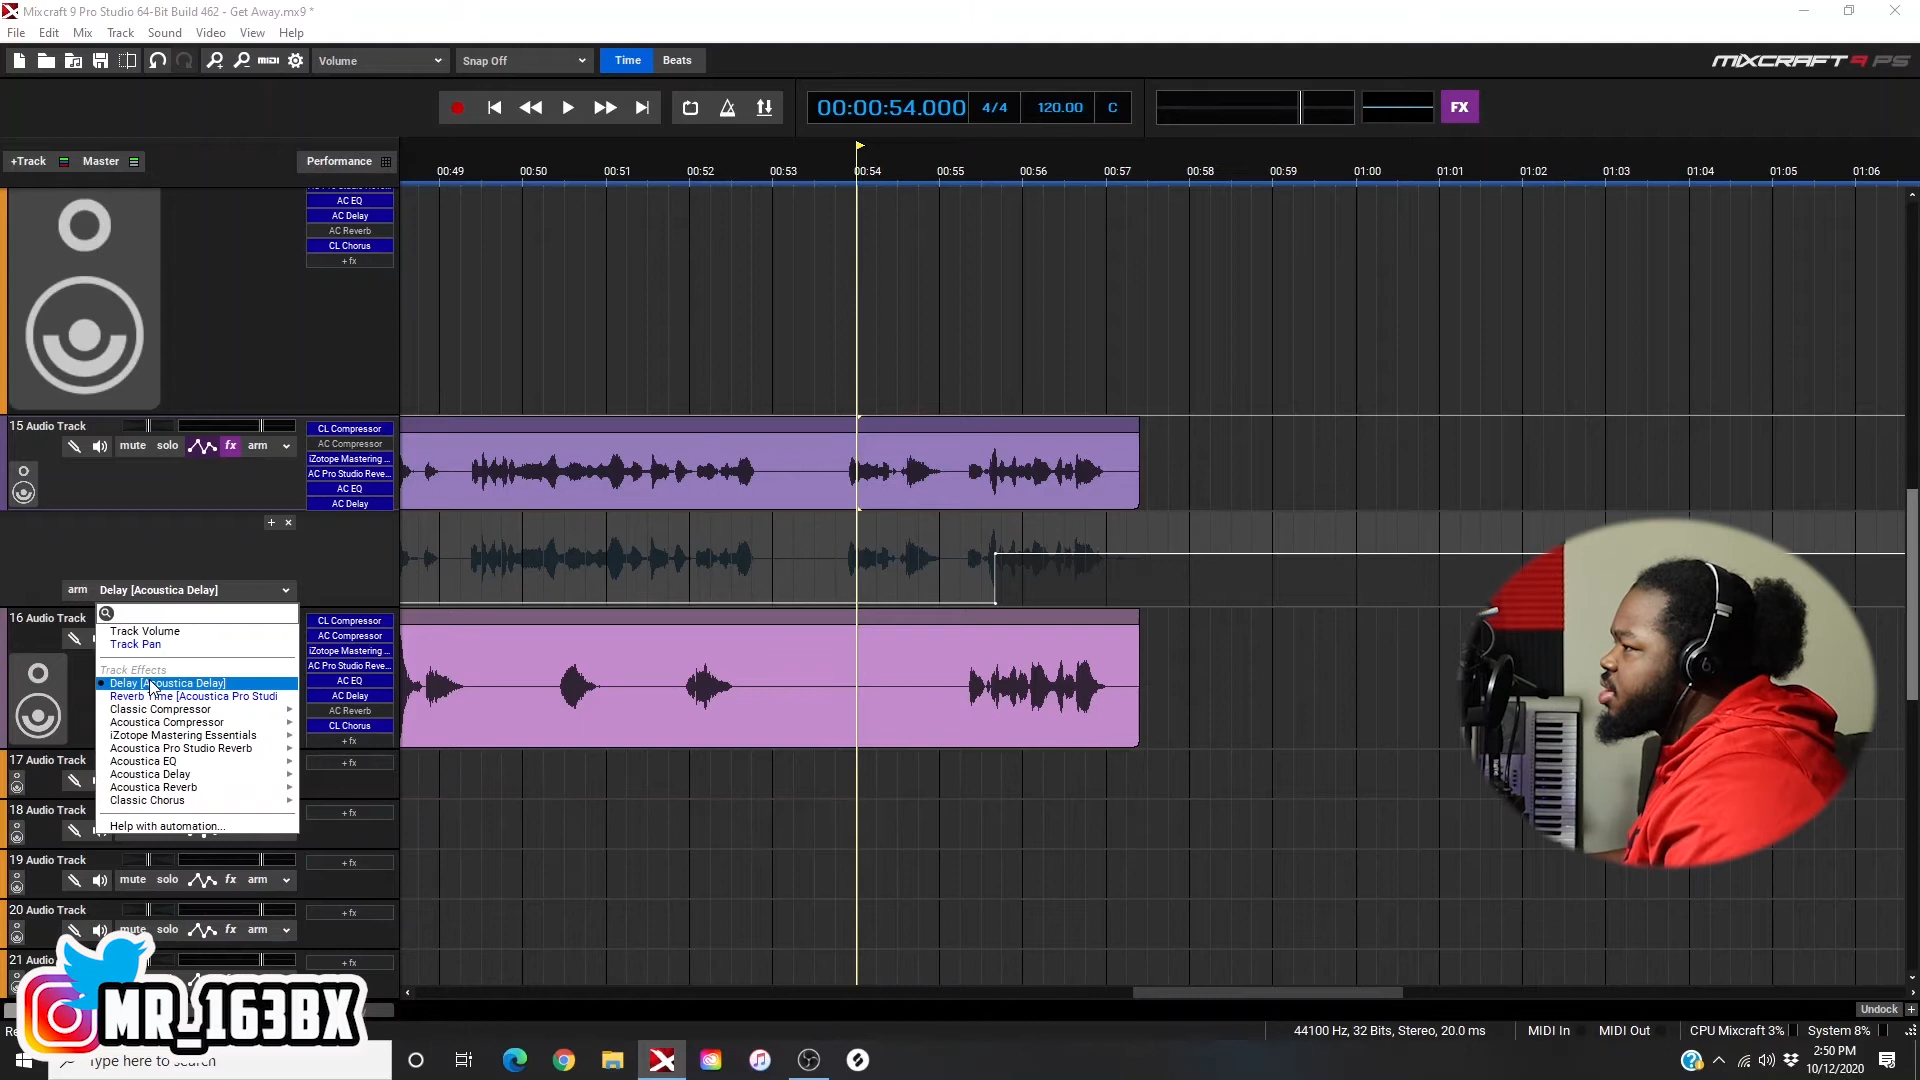 Mixcraft 9 Pro Studio 64-Bit Build 462 - Get Away.mx9 *
File Edit Mix Track Sound Video View Help
MIDI Volume Snap Off Time Beats MIXCRAFT 9 PS
00:00:54.000 4/4 120.00 C FX
+Track Master Performance
00:49 00:50 00:51 00:52 00:53 00:54 00:55 00:56 00:57 00:58 00:59 01:00 01:01 01:02 01:03 01:04 01:05 01:06
AC EQ
AC Delay
AC Reverb
CL Chorus
+ fx
15 Audio Track
mute solo fx arm
CL Compressor
AC Compressor
iZotope Mastering ...
AC Pro Studio Reve...
AC EQ
AC Delay
arm Delay [Acoustica Delay]
16 Audio Track
Track Volume
Track Pan
Track Effects
Delay [Acoustica Delay]
Reverb Time [Acoustica Pro Studi
Classic Compressor
Acoustica Compressor
iZotope Mastering Essentials
Acoustica Pro Studio Reverb
Acoustica EQ
Acoustica Delay
Acoustica Reverb
Classic Chorus
Help with automation...
CL Compressor
AC Compressor
iZotope Mastering ...
AC Pro Studio Reve...
AC EQ
AC Delay
AC Reverb
CL Chorus
+ fx
17 Audio Track
+ fx
18 Audio Track
+ fx
19 Audio Track
mute solo fx arm
+ fx
20 Audio Track
mute solo fx arm
+ fx
21 Audio
+ fx
MR_163BX
Undock
44100 Hz, 32 Bits, Stereo, 20.0 ms MIDI In MIDI Out CPU Mixcraft 3% System 8%
Type here to search
2:50 PM
10/12/2020